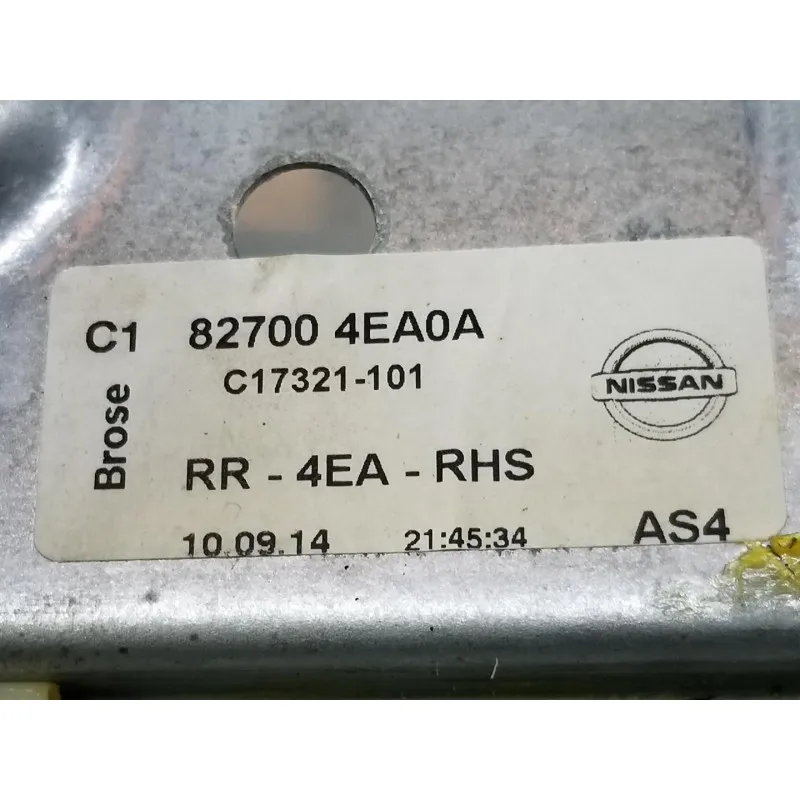 C1 82700 4EA0A
C17321-101
Brose
NISSAN
RR - 4EA - RHS
10.09.14 21:45:34 AS4